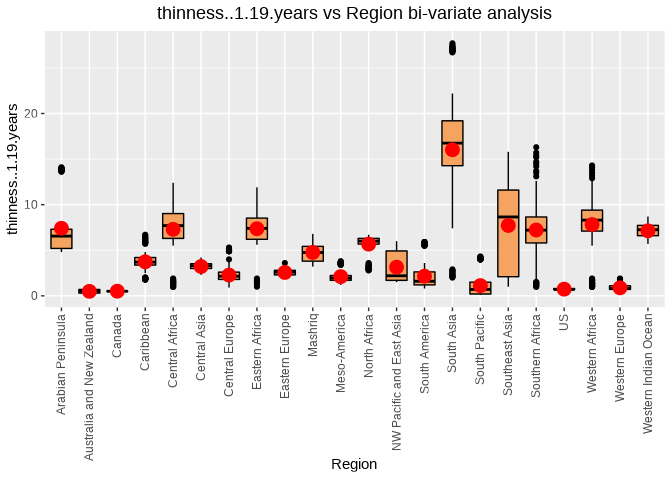 thinness..1.19.years vs Region bi-variate analysis
thinness..1.19.years
20
10
0
Arabian Peninsula
Australia and New Zealand
Canada
Caribbean
Central Africa
Central Asia
Central Europe
Eastern Africa
Eastern Europe
Mashriq
Meso-America
North Africa
NW Pacific and East Asia
South America
South Asia
South Pacific
Southeast Asia
Southern Africa
US
Western Africa
Western Europe
Western Indian Ocean
Region